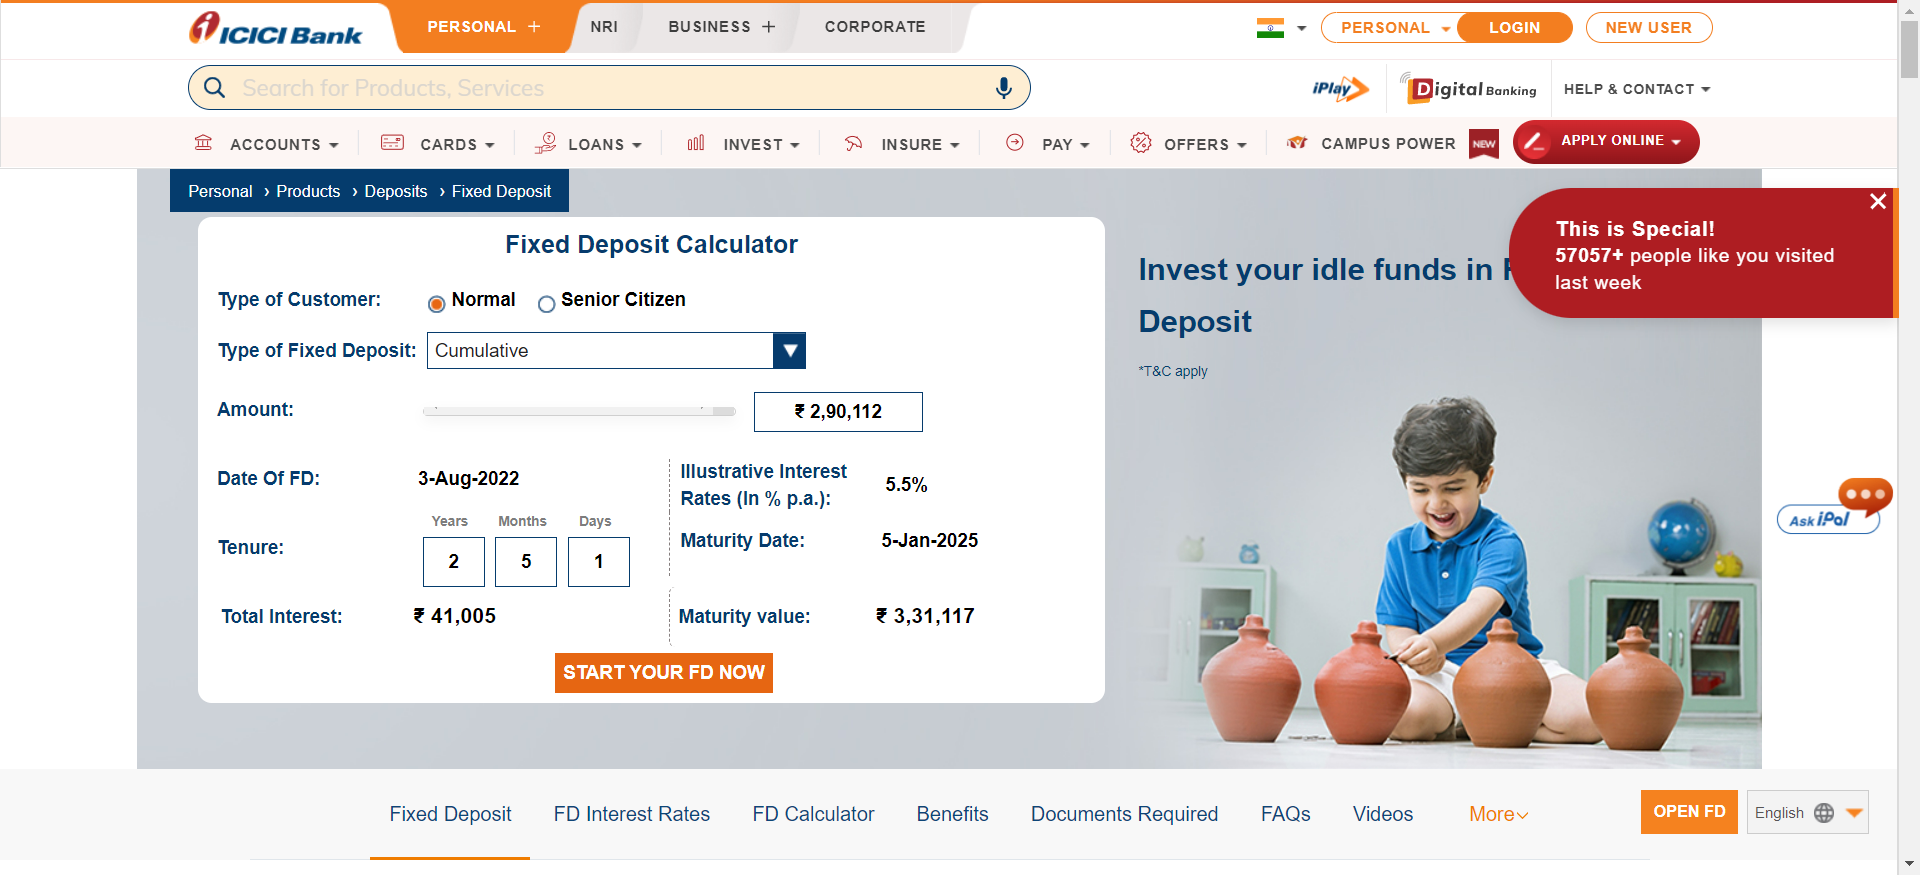 ICICI Bank
PERSONAL +
NRI
BUSINESS +
CORPORATE
PERSONAL
LOGIN
NEW USER
Search for Products, Services
iPlay
Digital Banking
HELP & CONTACT
ACCOUNTS
CARDS
LOANS
INVEST
INSURE
PAY
OFFERS
CAMPUS POWER
NEW
APPLY ONLINE
Personal › Products › Deposits › Fixed Deposit
This is Special!
57057+ people like you visited
last week
Fixed Deposit Calculator
Type of Customer:
Normal
Senior Citizen
Type of Fixed Deposit:
Cumulative
Amount:
₹ 2,90,112
Date Of FD:
3-Aug-2022
Illustrative Interest
Rates (In % p.a.):
5.5%
Years
Months
Days
Tenure:
2
5
1
Maturity Date:
5-Jan-2025
Total Interest:
₹ 41,005
Maturity value:
₹ 3,31,117
START YOUR FD NOW
Invest your idle funds in
Deposit
*T&C apply
Ask iPal
Fixed Deposit
FD Interest Rates
FD Calculator
Benefits
Documents Required
FAQs
Videos
More
OPEN FD
English